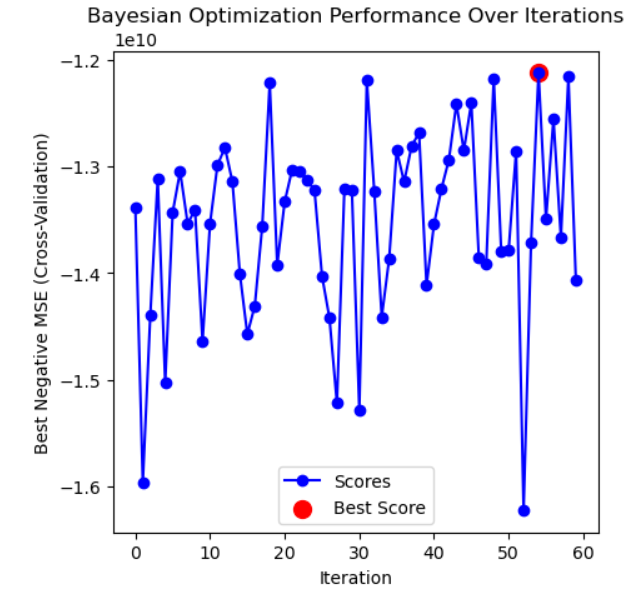 Bayesian Optimization Performance Over Iterations
1e10
−1.2
−1.3
−1.4
−1.5
−1.6
Best Negative MSE (Cross-Validation)
Scores
Best Score
0 10 20 30 40 50 60
Iteration